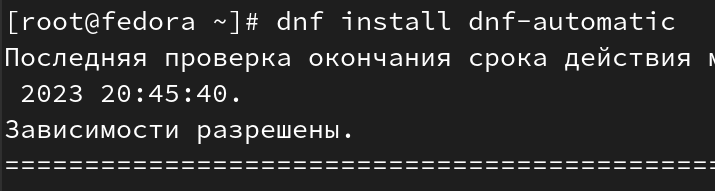 [root@fedora ~]# dnf install dnf-automatic
Последняя проверка окончания срока действия
2023 20:45:40.
Зависимости разрешены.
================================================================